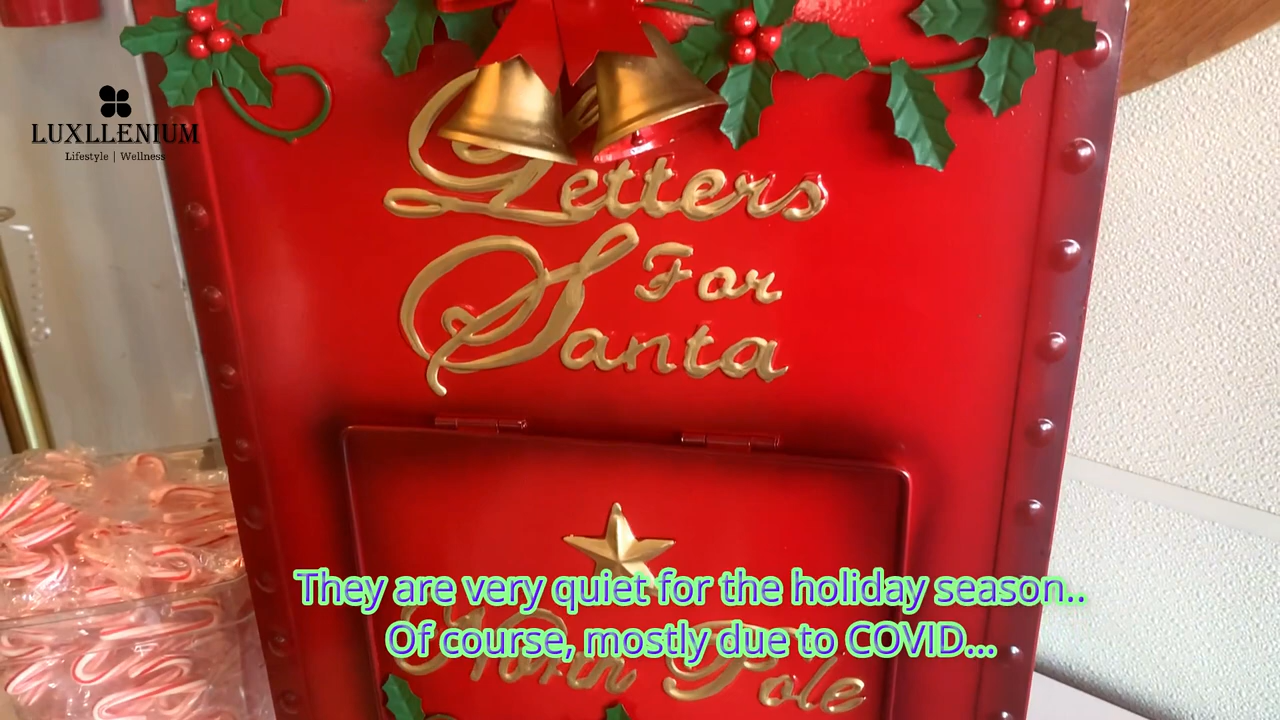 LUXLLENIUM
Lifestyle | Wellness
Letters
For
Santa
They are very quiet for the holiday season..
Of course, mostly due to COVID...
North Pole